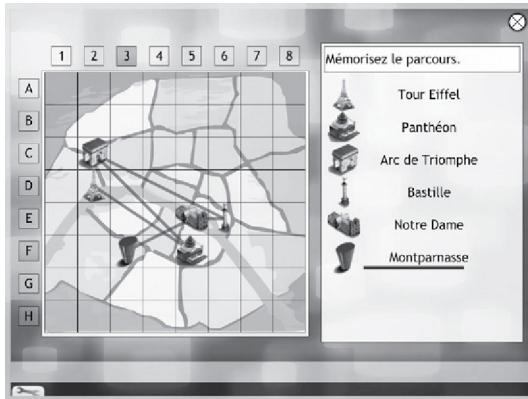 1 2 3 4 5 6 7 8
Mémorisez le parcours.
A
B
C
D
E
F
G
H
Tour Eiffel
Panthéon
Arc de Triomphe
Bastille
Notre Dame
Montparnasse